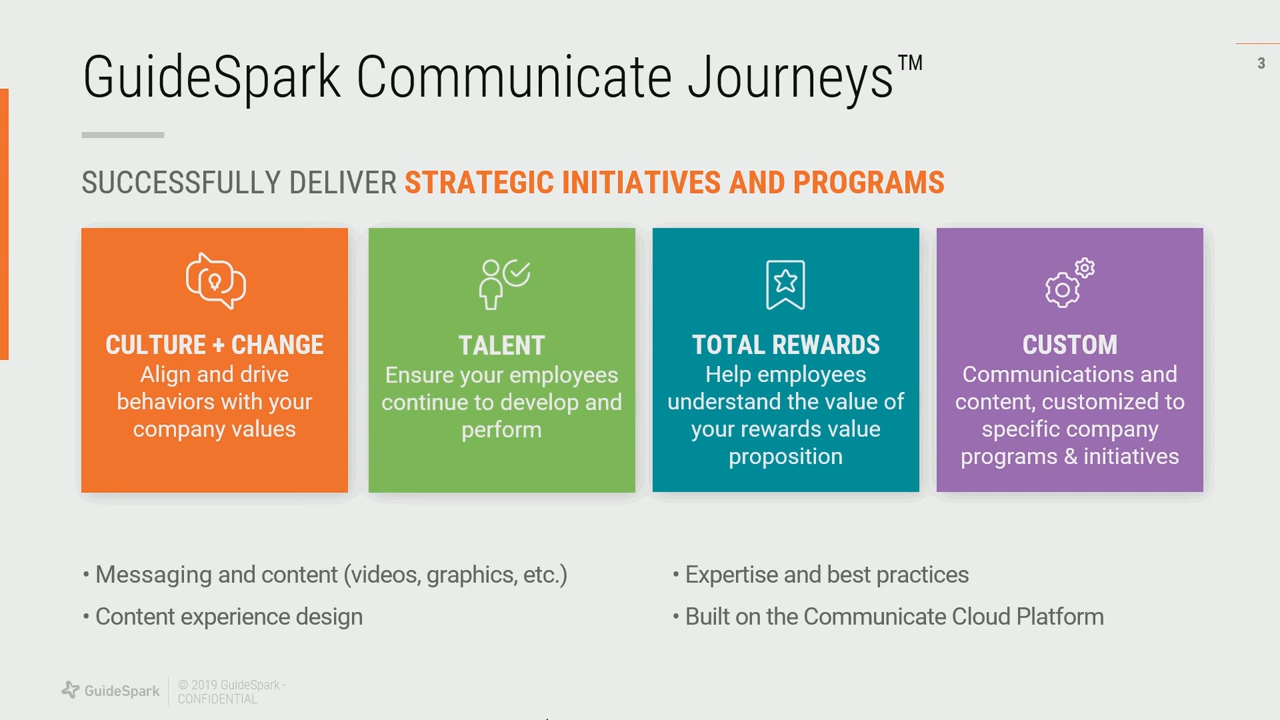 GuideSpark Communicate Journeys™
3
SUCCESSFULLY DELIVER STRATEGIC INITIATIVES AND PROGRAMS
CULTURE + CHANGE
Align and drive
behaviors with your
company values
TALENT
Ensure your employees
continue to develop and
perform
TOTAL REWARDS
Help employees
understand the value of
your rewards value
proposition
CUSTOM
Communications and
content, customized to
specific company
programs & initiatives
• Messaging and content (videos, graphics, etc.)
• Content experience design
• Expertise and best practices
• Built on the Communicate Cloud Platform
GuideSpark
© 2019 GuideSpark -
CONFIDENTIAL